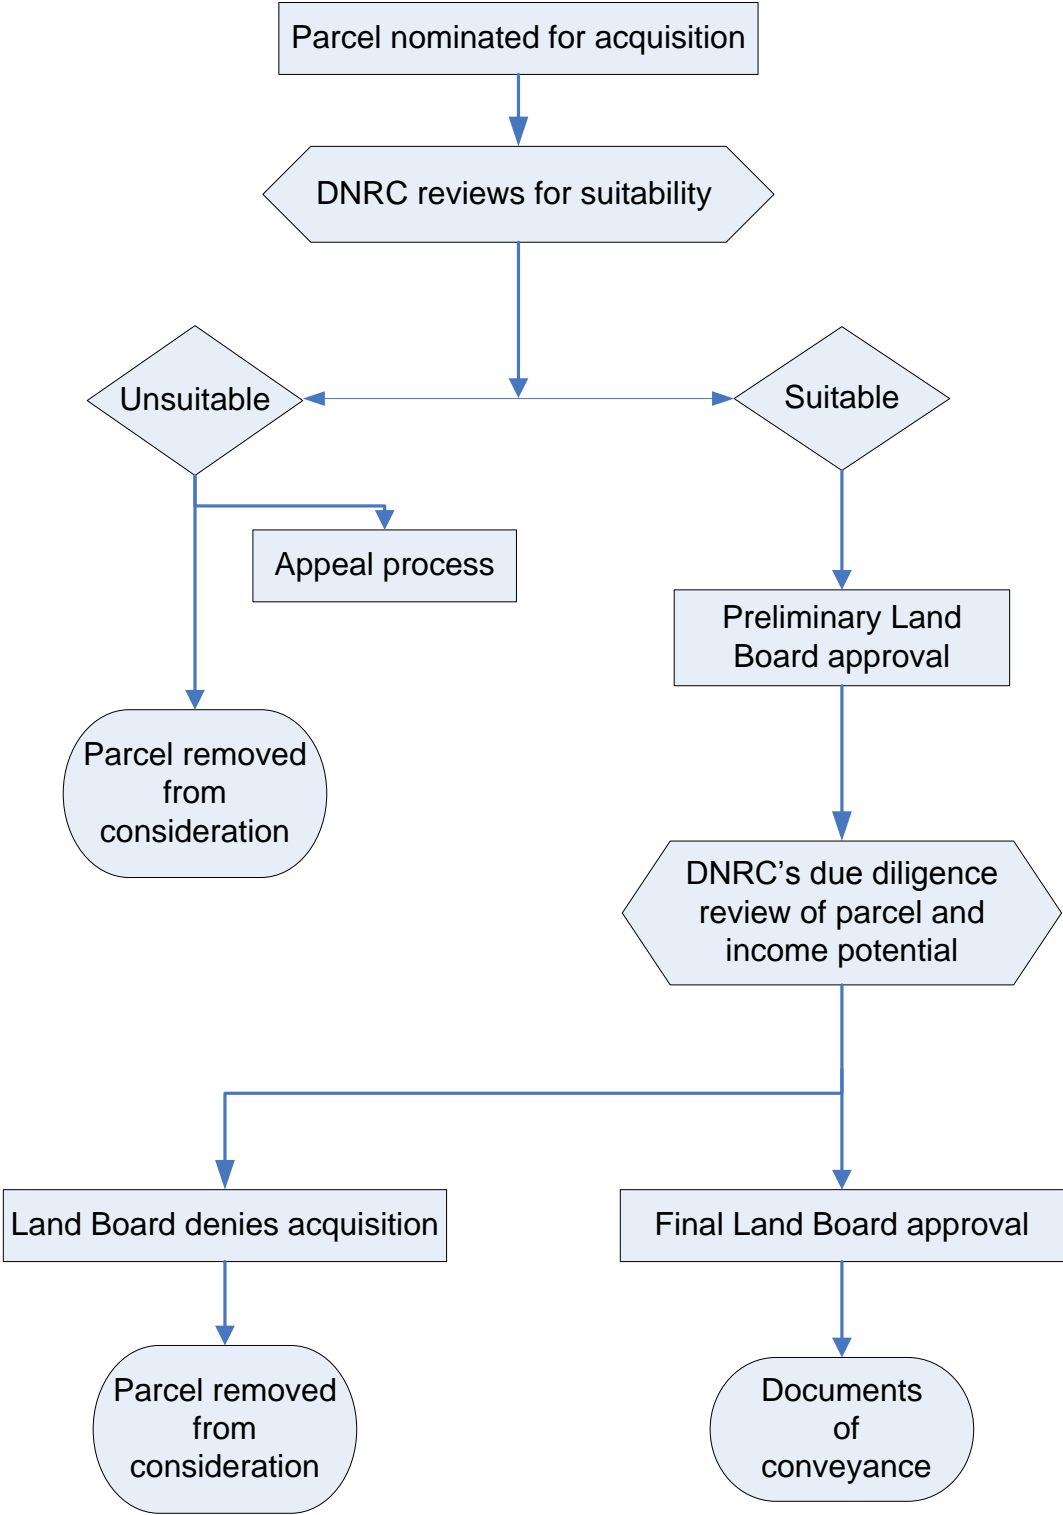 Parcel nominated for acquisition
DNRC reviews for suitability
Unsuitable
Suitable
Appeal process
Preliminary Land
Board approval
Parcel removed
from
consideration
DNRC’s due diligence
review of parcel and
income potential
Land Board denies acquisition
Final Land Board approval
Parcel removed
from
consideration
Documents
of
conveyance